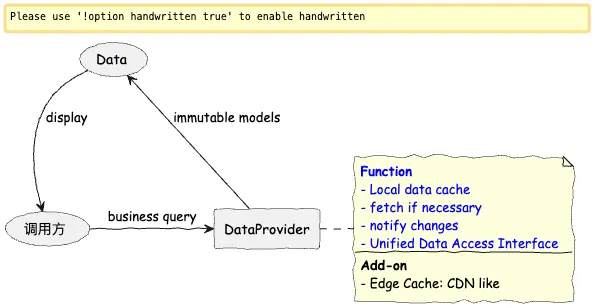 Please use '!option handwritten true' to enable handwritten
Data
display
immutable models
调用方
business query
DataProvider
Function
- Local data cache
- fetch if necessary
- notify changes
- Unified Data Access Interface
Add-on
- Edge Cache: CDN like